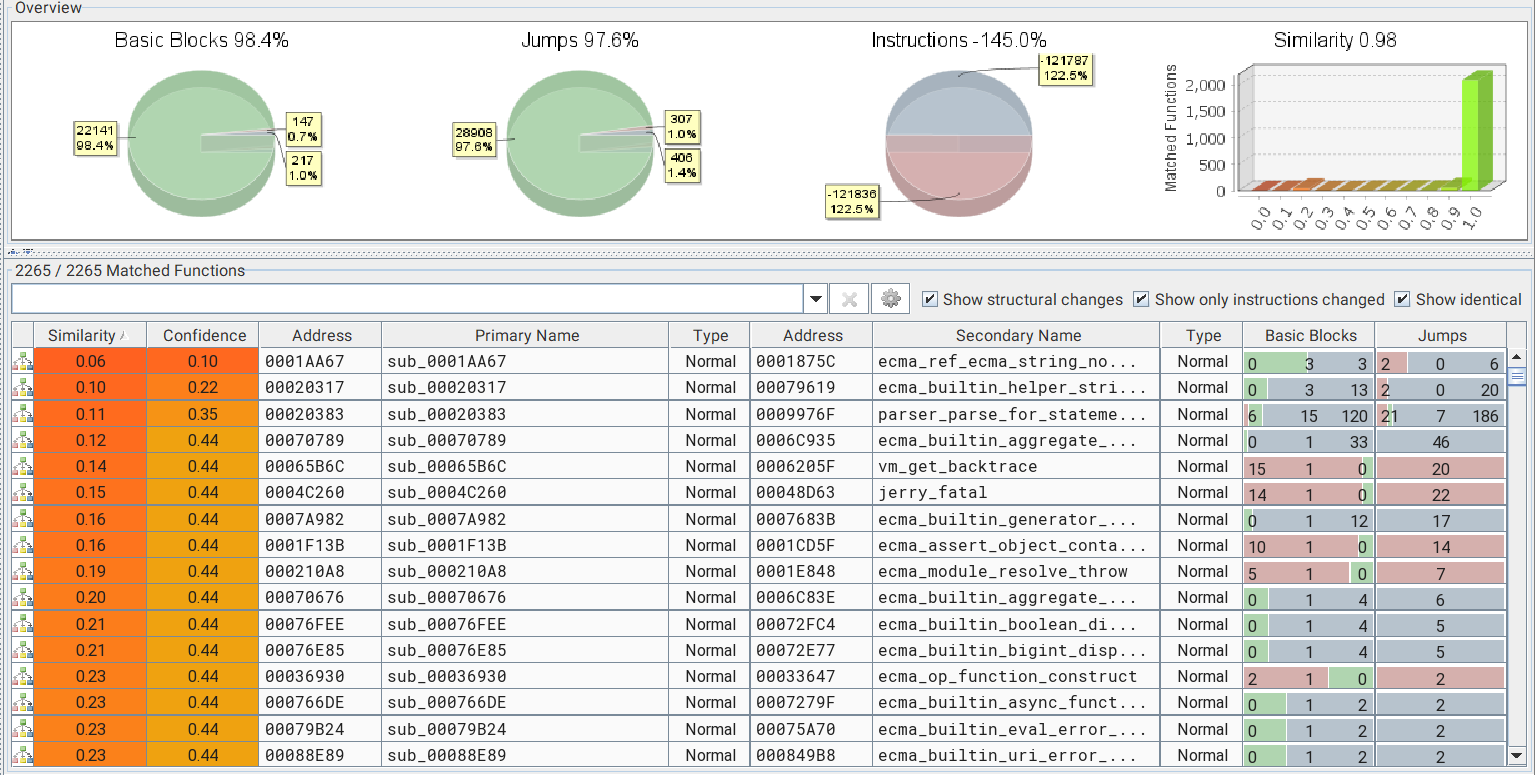 Overview
Basic Blocks 98.4%
Jumps 97.6%
Instructions -145.0%
Similarity 0.98
22141
98.4%
147
0.7%
217
1.0%
28908
97.6%
307
1.0%
406
1.4%
-121787
122.5%
-121836
122.5%
Matched Functions
2,000
1,500
1,000
500
0
0.0 0.1 0.2 0.3 0.4 0.5 0.6 0.7 0.8 0.9 1.0
2265 / 2265 Matched Functions
Show structural changes Show only instructions changed Show identical
Similarity Confidence Address Primary Name Type Address Secondary Name Type Basic Blocks Jumps
0.06 0.10 0001AA67 sub_0001AA67 Normal 0001875C ecma_ref_ecma_string_no... Normal 0 3 3 2 0 6
0.10 0.22 00020317 sub_00020317 Normal 00079619 ecma_builtin_helper_stri... Normal 0 3 13 2 0 20
0.11 0.35 00020383 sub_00020383 Normal 0009976F parser_parse_for_stateme... Normal 6 15 120 21 7 186
0.12 0.44 00070789 sub_00070789 Normal 0006C935 ecma_builtin_aggregate_... Normal 0 1 33 46
0.14 0.44 00065B6C sub_00065B6C Normal 0006205F vm_get_backtrace Normal 15 1 0 20
0.15 0.44 0004C260 sub_0004C260 Normal 00048D63 jerry_fatal Normal 14 1 0 22
0.16 0.44 0007A982 sub_0007A982 Normal 0007683B ecma_builtin_generator_... Normal 0 1 12 17
0.16 0.44 0001F13B sub_0001F13B Normal 0001CD5F ecma_assert_object_conta... Normal 10 1 0 14
0.19 0.44 000210A8 sub_000210A8 Normal 0001E848 ecma_module_resolve_throw Normal 5 1 0 7
0.20 0.44 00070676 sub_00070676 Normal 0006C83E ecma_builtin_aggregate_... Normal 0 1 4 6
0.21 0.44 00076FEE sub_00076FEE Normal 00072FC4 ecma_builtin_boolean_di... Normal 0 1 4 5
0.21 0.44 00076E85 sub_00076E85 Normal 00072E77 ecma_builtin_bigint_disp... Normal 0 1 4 5
0.23 0.44 00036930 sub_00036930 Normal 00033647 ecma_op_function_construct Normal 2 1 0 2
0.23 0.44 000766DE sub_000766DE Normal 0007279F ecma_builtin_async_funct... Normal 0 1 2 2
0.23 0.44 00079B24 sub_00079B24 Normal 00075A70 ecma_builtin_eval_error_... Normal 0 1 2 2
0.23 0.44 00088E89 sub_00088E89 Normal 000849B8 ecma_builtin_uri_error_... Normal 0 1 2 2